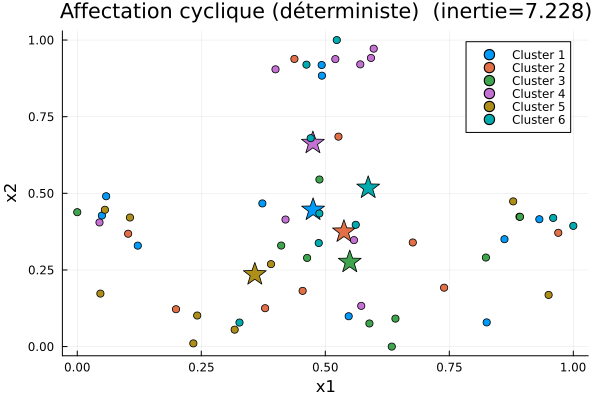 Affectation cyclique (déterministe) (inertie=7.228)
1.00
Cluster 1
Cluster 2
Cluster 3
Cluster 4
Cluster 5
Cluster 6
0.75
x2
0.50
0.25
0.00
0.00 0.25 0.50 0.75 1.00
x1